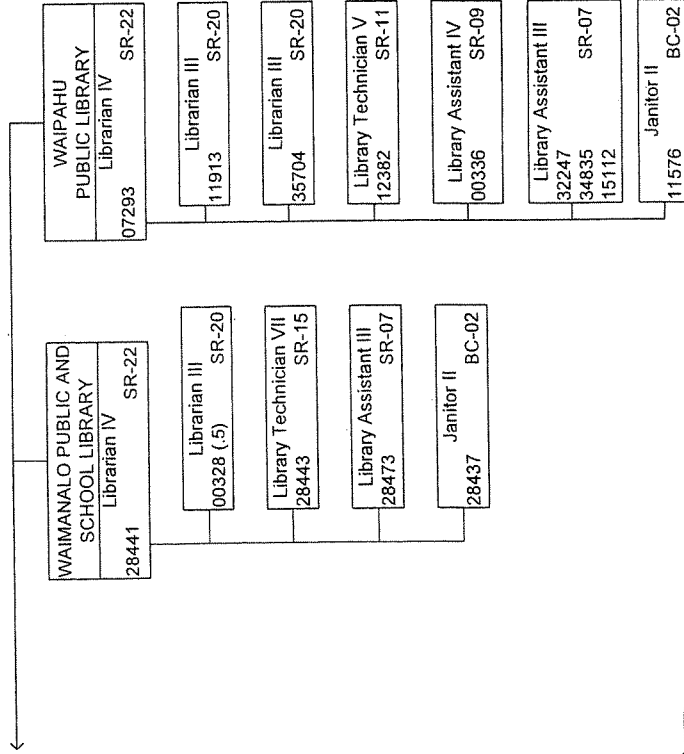 WAIMANALO PUBLIC AND
SCHOOL LIBRARY
Librarian IV
28441 SR-22
Librarian III
00328 (.5) SR-20
Library Technician VII
28443 SR-15
Library Assistant III
28473 SR-07
Janitor II
28437 BC-02
WAIPAHU
PUBLIC LIBRARY
Librarian IV
07293 SR-22
Librarian III
11913 SR-20
Librarian III
35704 SR-20
Library Technician V
12382 SR-11
Library Assistant IV
00336 SR-09
Library Assistant III
32247
34835 SR-07
15112
Janitor II
11576 BC-02